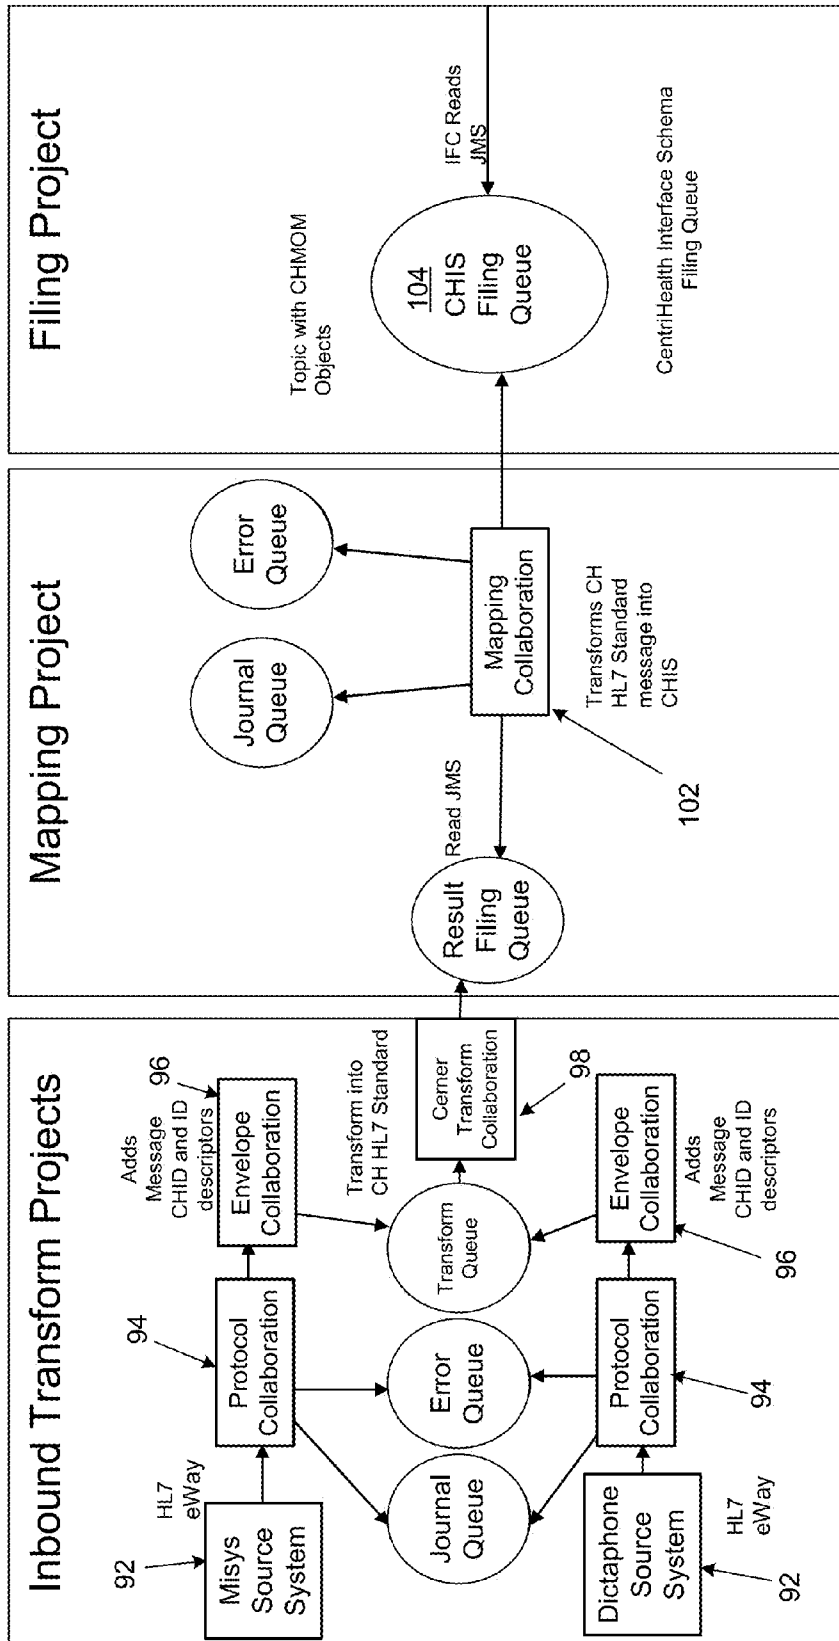 Inbound Transform Projects
92
Misys
Source
System
HL7
eWay
94
Protocol
Collaboration
Adds
Message
CHID and ID
descriptors
96
Envelope
Collaboration
Journal
Queue
Error
Queue
Transform
Queue
Transform into
CH HL7 Standard
Cerner
Transform
Collaboration
98
Dictaphone
Source
System
92
HL7
eWay
Protocol
Collaboration
94
Envelope
Collaboration
96
Adds
Message
CHID and ID
descriptors
Mapping Project
Journal
Queue
Error
Queue
Result
Filing
Queue
Read JMS
Mapping
Collaboration
Transforms CH
HL7 Standard
message into
CHIS
102
Filing Project
Topic with CHMOM
Objects
104
CHIS
Filing
Queue
IFC Reads
JMS
CentriHealth Interface Schema
Filing Queue